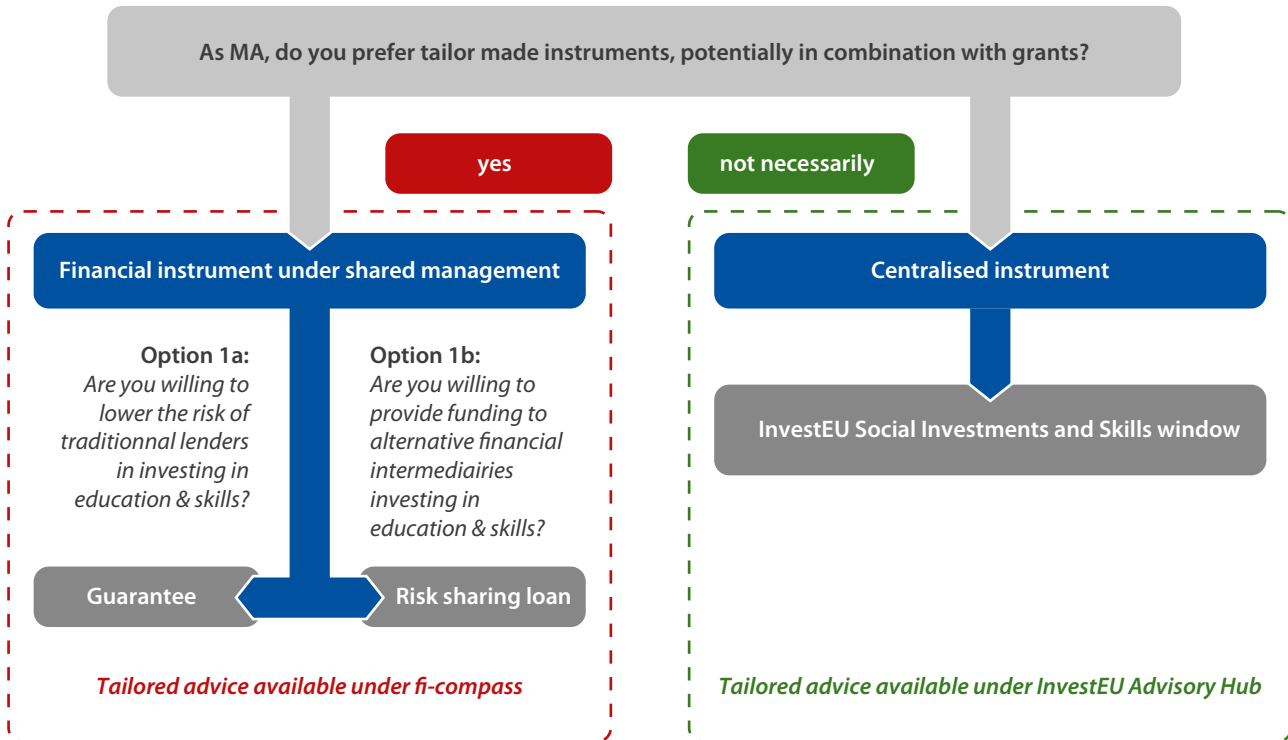 As MA, do you prefer tailor made instruments, potentially in combination with grants?
yes
not necessarily
Financial instrument under shared management
Option 1a:
Are you willing to
lower the risk of
traditionnal lenders
in investing in
education & skills?
Option 1b:
Are you willing to
provide funding to
alternative financial
intermediairies
investing in
education & skills?
Guarantee
Risk sharing loan
Tailored advice available under fi-compass
Centralised instrument
InvestEU Social Investments and Skills window
Tailored advice available under InvestEU Advisory Hub